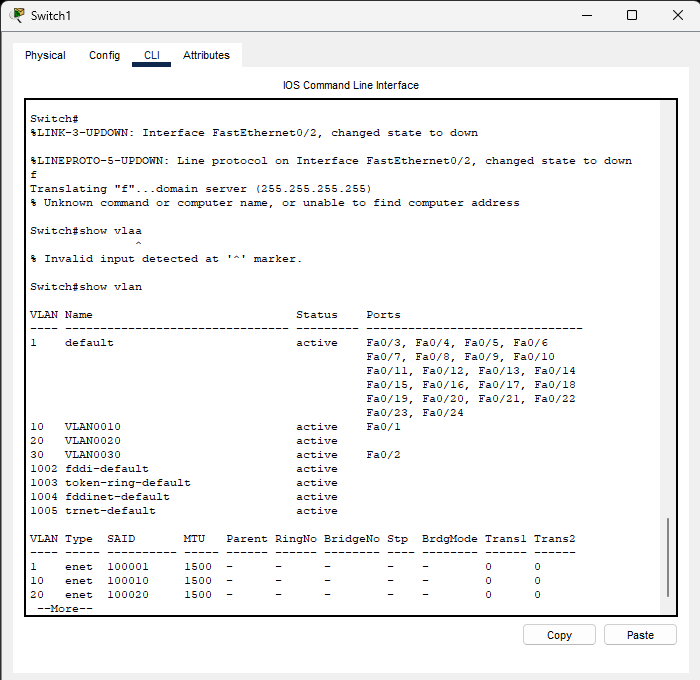 Switch1
Physical Config CLI Attributes
IOS Command Line Interface
Switch#
%LINK-3-UPDOWN: Interface FastEthernet0/2, changed state to down
%LINEPROTO-5-UPDOWN: Line protocol on Interface FastEthernet0/2, changed state to down
f
Translating "f"...domain server (255.255.255.255)
% Unknown command or computer name, or unable to find computer address
Switch#show vlaa
^
% Invalid input detected at '^' marker.
Switch#show vlan
VLAN Name                             Status    Ports
---- -------------------------------- --------- -------------------------------
1    default                          active    Fa0/3, Fa0/4, Fa0/5, Fa0/6
                                                Fa0/7, Fa0/8, Fa0/9, Fa0/10
                                                Fa0/11, Fa0/12, Fa0/13, Fa0/14
                                                Fa0/15, Fa0/16, Fa0/17, Fa0/18
                                                Fa0/19, Fa0/20, Fa0/21, Fa0/22
                                                Fa0/23, Fa0/24
10   VLAN0010                         active    Fa0/1
20   VLAN0020                         active
30   VLAN0030                         active    Fa0/2
1002 fddi-default                     active
1003 token-ring-default               active
1004 fddinet-default                  active
1005 trnet-default                    active
VLAN Type  SAID       MTU   Parent RingNo BridgeNo Stp  BrdgMode Trans1 Trans2
---- ----- ---------- ----- ------ ------ -------- ---- -------- ------ ------
1    enet  100001     1500  -      -      -        -    -        0      0
10   enet  100010     1500  -      -      -        -    -        0      0
20   enet  100020     1500  -      -      -        -    -        0      0
--More--
Copy Paste